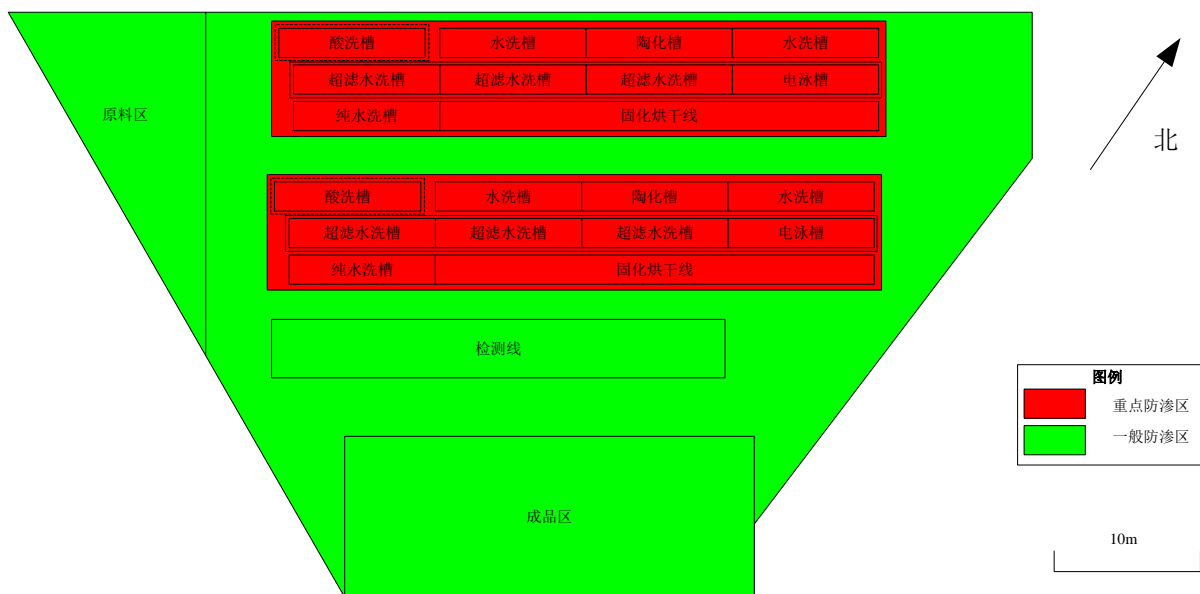 酸洗槽 水洗槽 陶化槽 水洗槽
超滤水洗槽 超滤水洗槽 超滤水洗槽 电泳槽
纯水洗槽 固化烘干线
原料区
北
酸洗槽 水洗槽 陶化槽 水洗槽
超滤水洗槽 超滤水洗槽 超滤水洗槽 电泳槽
纯水洗槽 固化烘干线
检测线
图例
重点防渗区
一般防渗区
成品区
10m